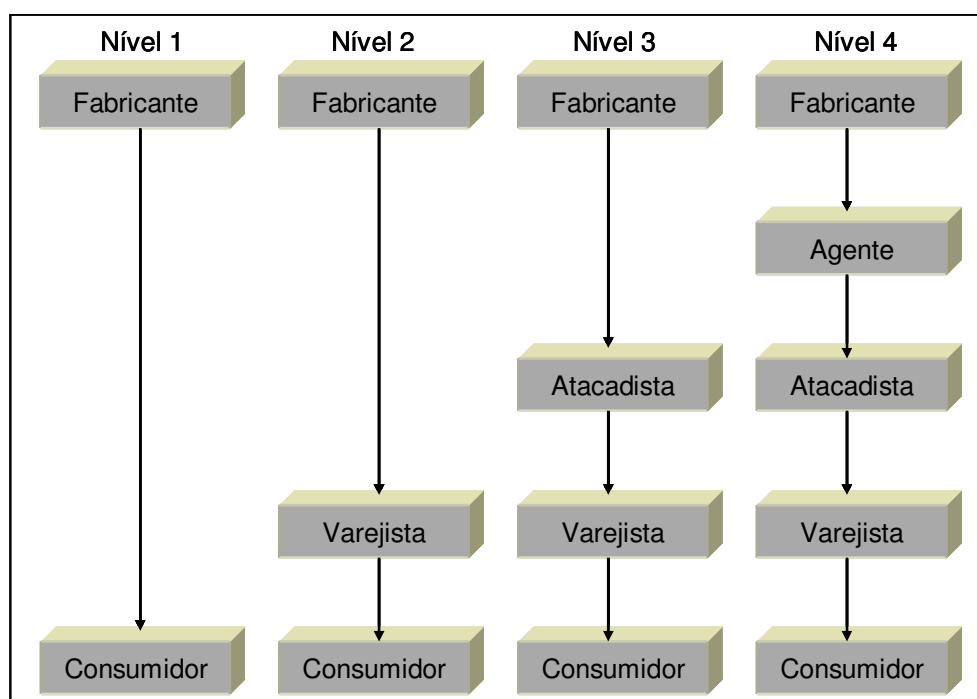 Nível 1 Nível 2 Nível 3 Nível 4
Fabricante Fabricante Fabricante Fabricante
Agente
Atacadista Atacadista
Varejista Varejista Varejista
Consumidor Consumidor Consumidor Consumidor